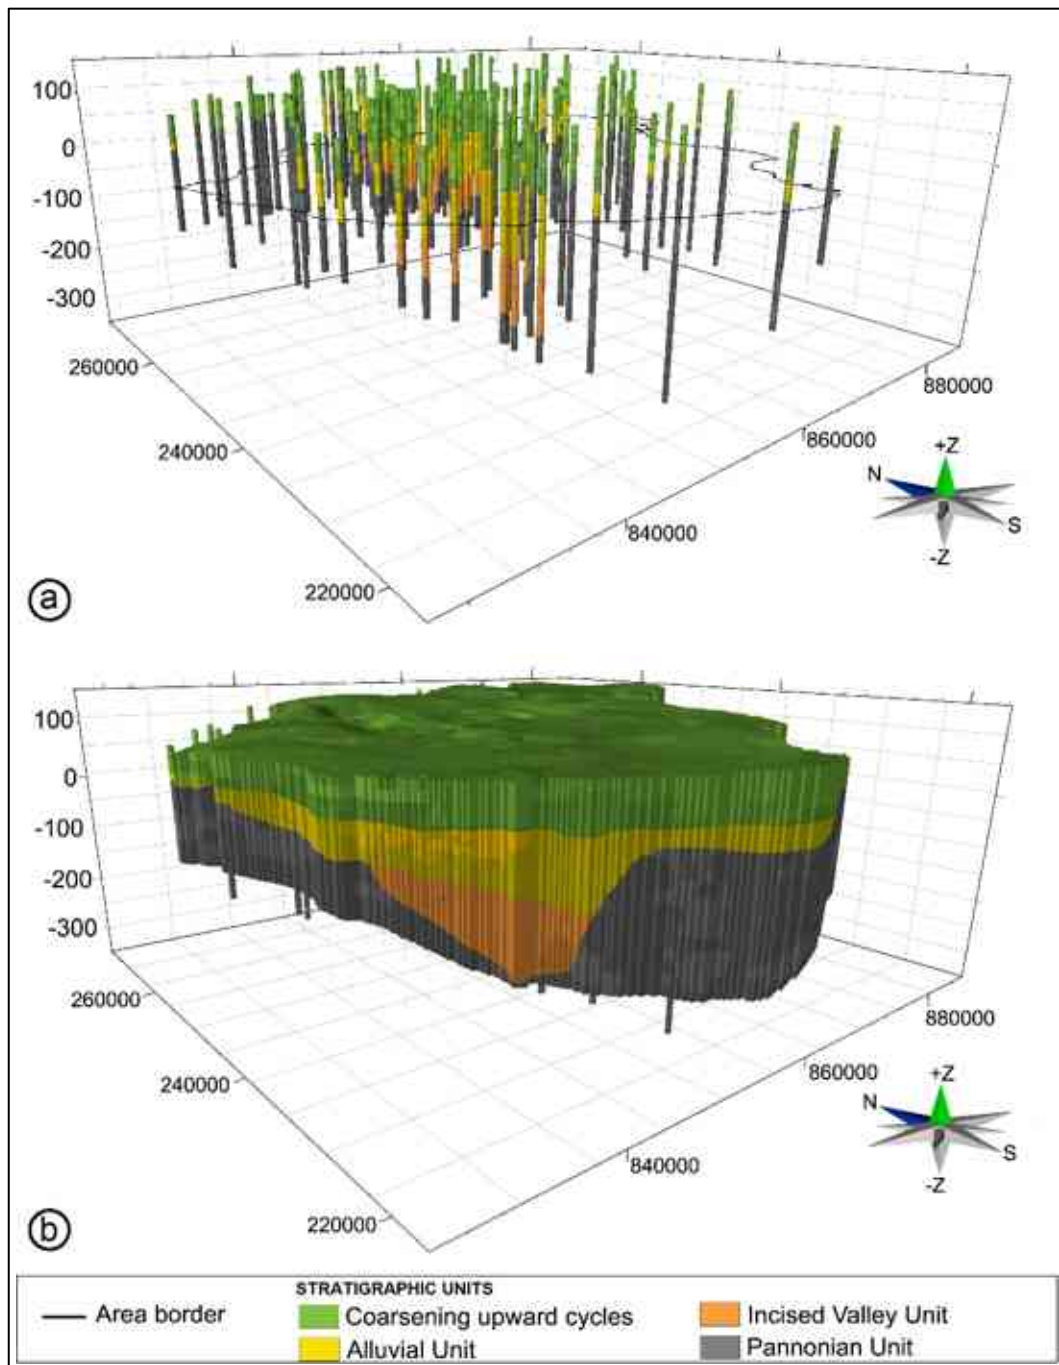 100
0
-100
-200
-300
260000
240000
220000
880000
860000
840000
+Z
N
S
-Z
a
100
0
-100
-200
-300
260000
240000
220000
880000
860000
840000
+Z
N
S
-Z
b
STRATIGRAPHIC UNITS
Area border
Coarsening upward cycles
Incised Valley Unit
Alluvial Unit
Pannonian Unit